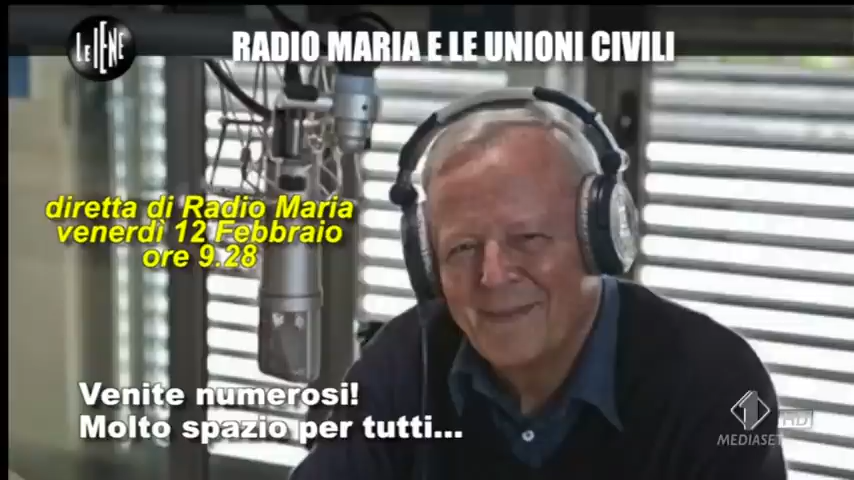 LE IENE
RADIO MARIA E LE UNIONI CIVILI
diretta di Radio Maria
venerdì 12 Febbraio
ore 9.28
Venite numerosi!
Molto spazio per tutti...
1
HD
MEDIASET